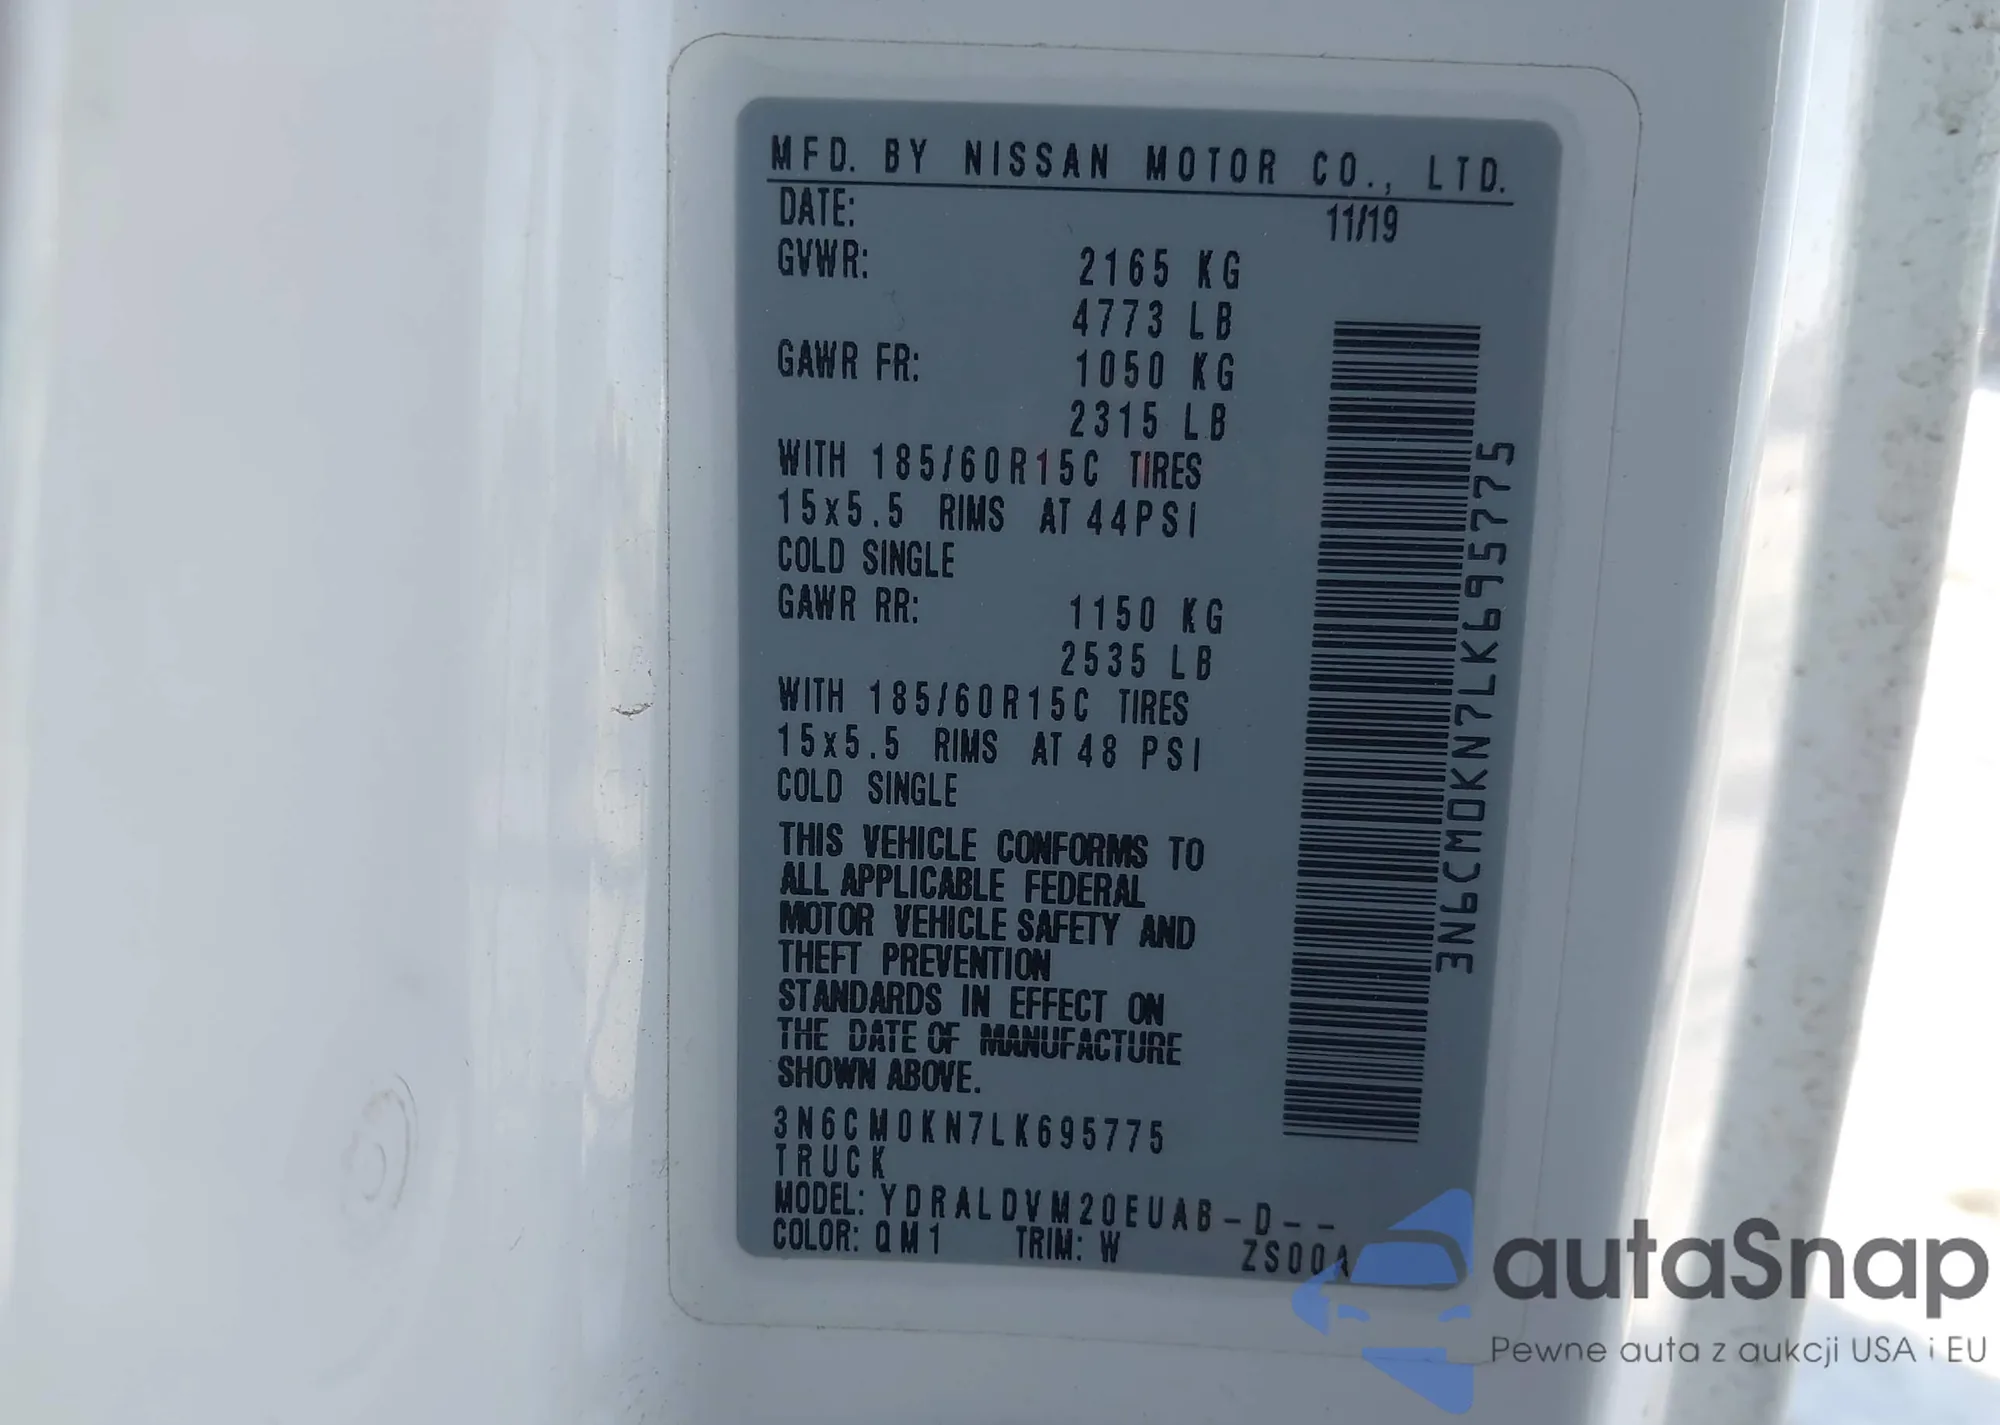 MFD. BY NISSAN MOTOR CO., LTD.
DATE: 11/19
GVWR: 2165 KG
4773 LB
GAWR FR: 1050 KG
2315 LB
WITH 185/60R15C TIRES
15x5.5 RIMS AT 44PSI
COLD SINGLE
GAWR RR: 1150 KG
2535 LB
WITH 185/60R15C TIRES
15x5.5 RIMS AT 48 PSI
COLD SINGLE
THIS VEHICLE CONFORMS TO
ALL APPLICABLE FEDERAL
MOTOR VEHICLE SAFETY AND
THEFT PREVENTION
STANDARDS IN EFFECT ON
THE DATE OF MANUFACTURE
SHOWN ABOVE.
3N6CM0KN7LK695775
TRUCK
MODEL: YDRALDVM20EUAB-D--
COLOR: QM1 TRIM: W ZS00A
3N6CM0KN7LK695775
autaSnap
Pewne auta z aukcji USA i EU